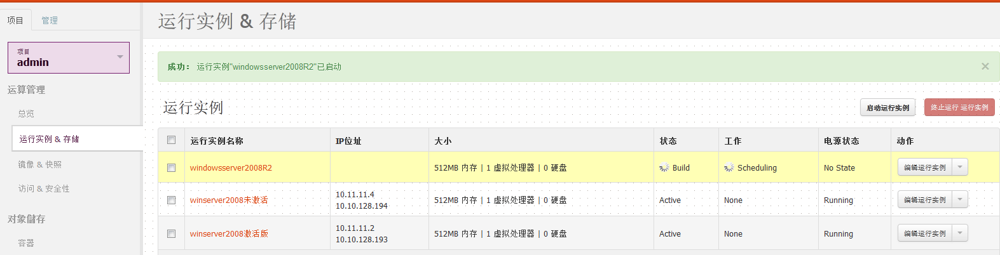 项目 管理
运行实例 & 存储
项目
admin
成功： 运行实例"windowsserver2008R2"已启动 ×
运算管理
总览
运行实例 & 存储
镜像 & 快照
访问 & 安全性
对象儲存
容器
运行实例 启动运行实例 终止运行 运行实例
运行实例名称 IP位址 大小 状态 工作 电源状态 动作
windowsserver2008R2 512MB 内存 | 1 虚拟处理器 | 0 硬盘 Build Scheduling No State 编辑运行实例
winserver2008未激活 10.11.11.4 512MB 内存 | 1 虚拟处理器 | 0 硬盘 Active None Running 编辑运行实例
10.10.128.194
winserver2008激活版 10.11.11.2 512MB 内存 | 1 虚拟处理器 | 0 硬盘 Active None Running 编辑运行实例
10.10.128.193